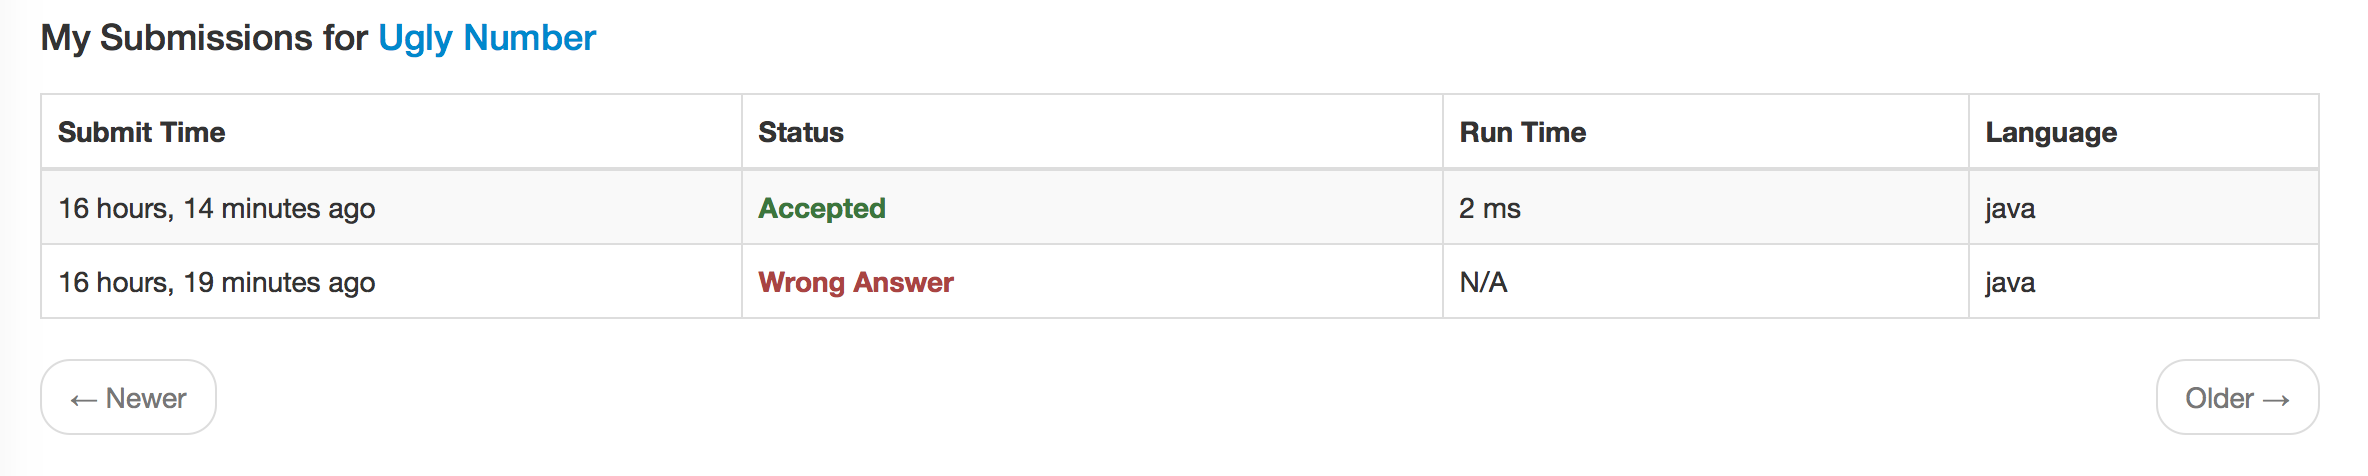 My Submissions for Ugly Number
Submit Time Status Run Time Language
16 hours, 14 minutes ago Accepted 2 ms java
16 hours, 19 minutes ago Wrong Answer N/A java
← Newer Older →